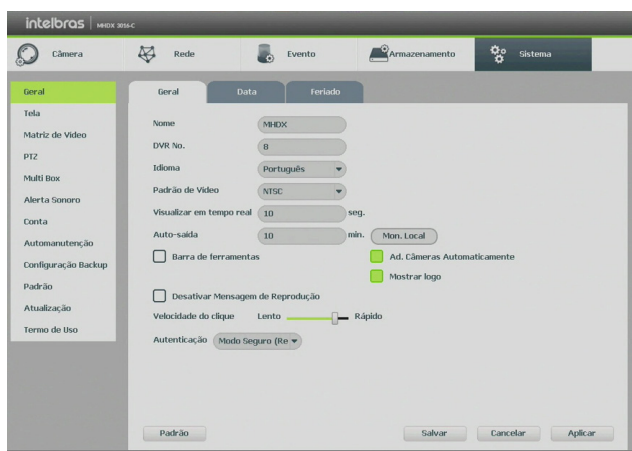 intelbras MHDX 3016-C
Câmera Rede Evento Armazenamento Sistema
Geral
Tela
Matriz de Vídeo
PTZ
Multi Box
Alerta Sonoro
Conta
Automanutenção
Configuração Backup
Padrão
Atualização
Termo de Uso
Geral Data Feriado
Nome MHDX
DVR No. 8
Idioma Português
Padrão de Vídeo NTSC
Visualizar em tempo real 10 seg.
Auto-saída 10 min. Mon. Local
Barra de ferramentas Ad. Câmeras Automaticamente
Mostrar logo
Desativar Mensagem de Reprodução
Velocidade do clique Lento Rápido
Autenticação Modo Seguro (Re
Padrão Salvar Cancelar Aplicar